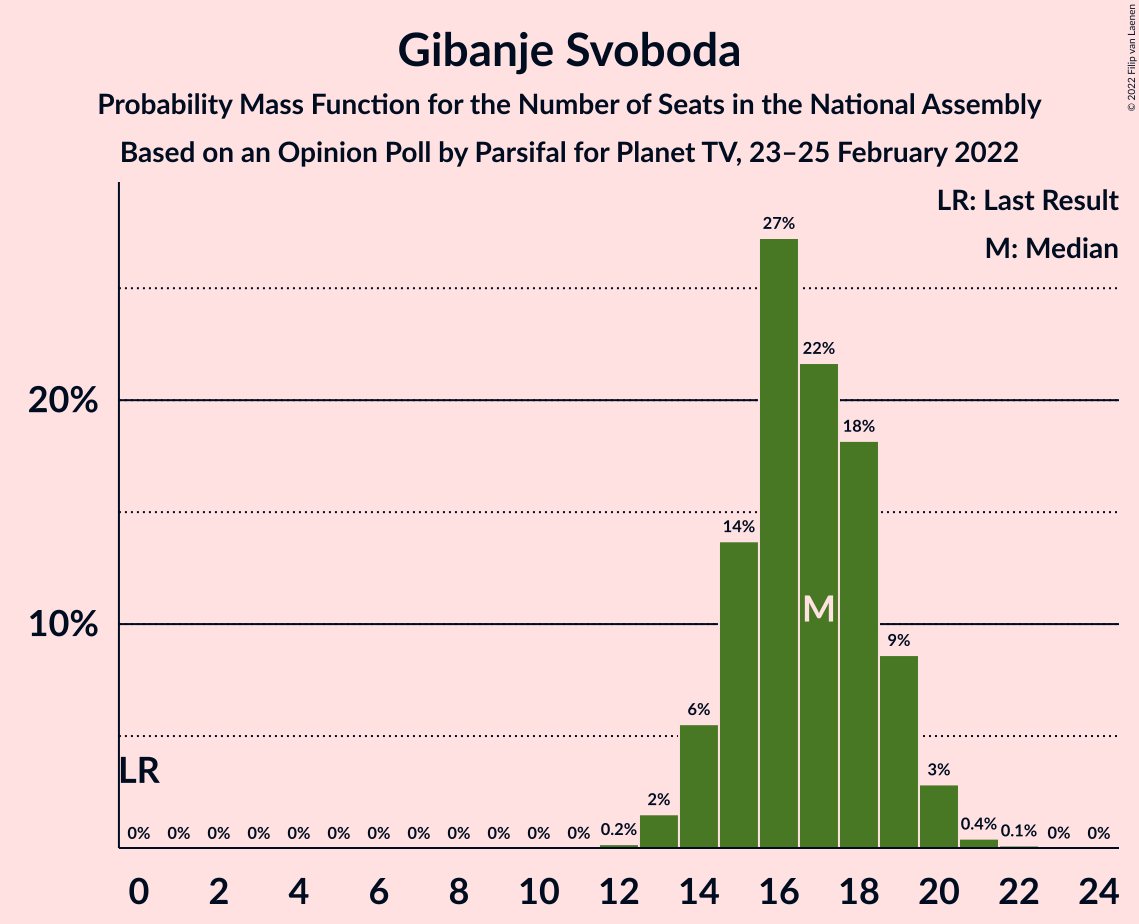 Gibanje Svoboda
Probability Mass Function for the Number of Seats in the National Assembly
Based on an Opinion Poll by Parsifal for Planet TV, 23–25 February 2022
© 2022 Filip van Laenen
LR: Last Result
M: Median
27%
22%
20%
18%
14%
M
10%
9%
6%
LR
3%
2%
0% 0% 0% 0% 0% 0% 0% 0% 0% 0% 0% 0% 0.2% 0.4% 0.1% 0% 0%
0 2 4 6 8 10 12 14 16 18 20 22 24